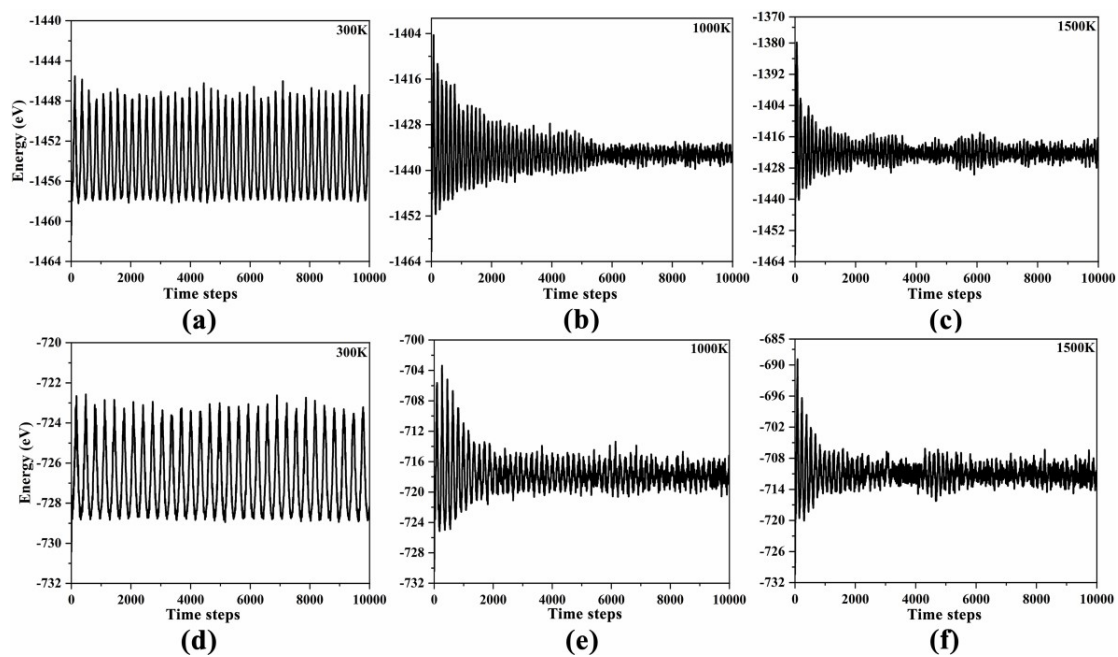 -1440
-1444
-1448
-1452
-1456
-1460
-1464
Energy (eV)
300K
0 2000 4000 6000 8000 10000
Time steps
(a)
-1404
-1416
-1428
-1440
-1452
-1464
1000K
0 2000 4000 6000 8000 10000
Time steps
(b)
-1370
-1380
-1392
-1404
-1416
-1428
-1440
-1452
-1464
1500K
0 2000 4000 6000 8000 10000
Time steps
(c)
-720
-722
-724
-726
-728
-730
-732
Energy (eV)
300K
0 2000 4000 6000 8000 10000
Time steps
(d)
-700
-704
-708
-712
-716
-720
-724
-728
-732
1000K
0 2000 4000 6000 8000 10000
Time steps
(e)
-685
-690
-696
-702
-708
-714
-720
-726
-732
1500K
0 2000 4000 6000 8000 10000
Time steps
(f)